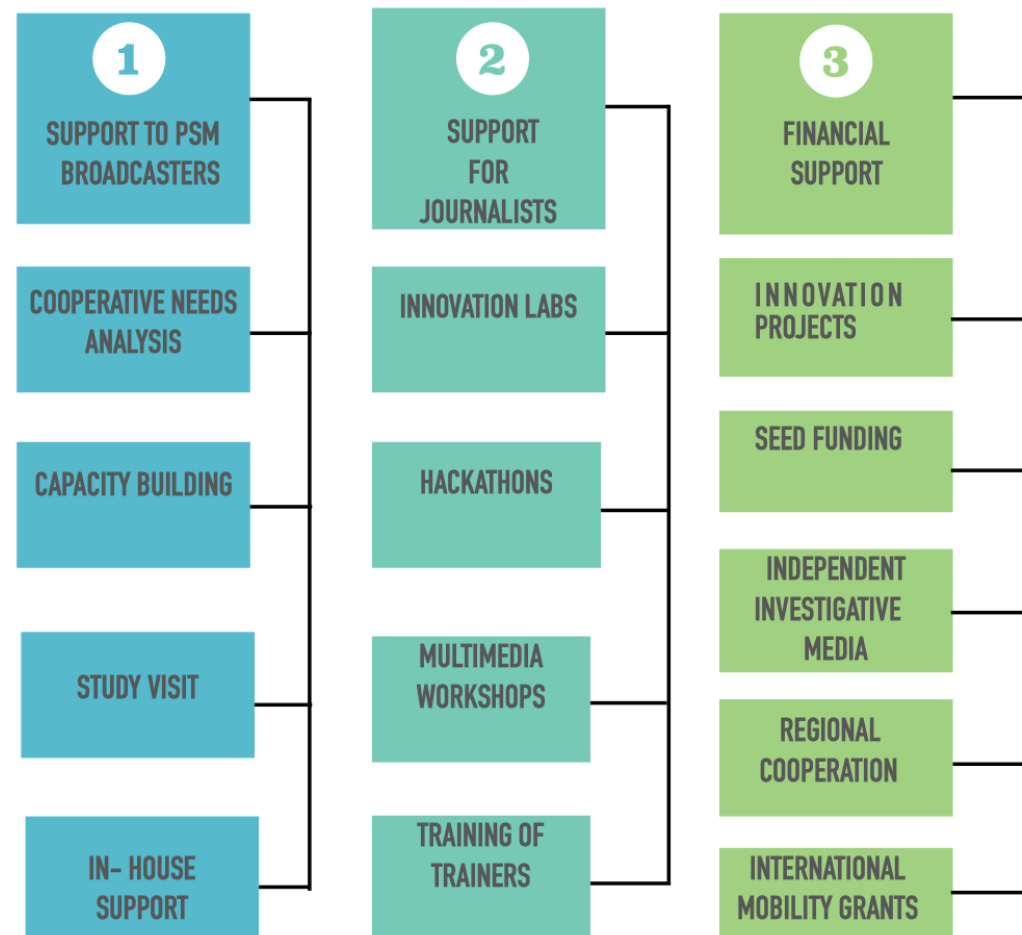 1
SUPPORT TO PSM
BROADCASTERS
COOPERATIVE NEEDS
ANALYSIS
CAPACITY BUILDING
STUDY VISIT
IN- HOUSE
SUPPORT
2
SUPPORT
FOR
JOURNALISTS
INNOVATION LABS
HACKATHONS
MULTIMEDIA
WORKSHOPS
TRAINING OF
TRAINERS
3
FINANCIAL
SUPPORT
INNOVATION
PROJECTS
SEED FUNDING
INDEPENDENT
INVESTIGATIVE
MEDIA
REGIONAL
COOPERATION
INTERNATIONAL
MOBILITY GRANTS